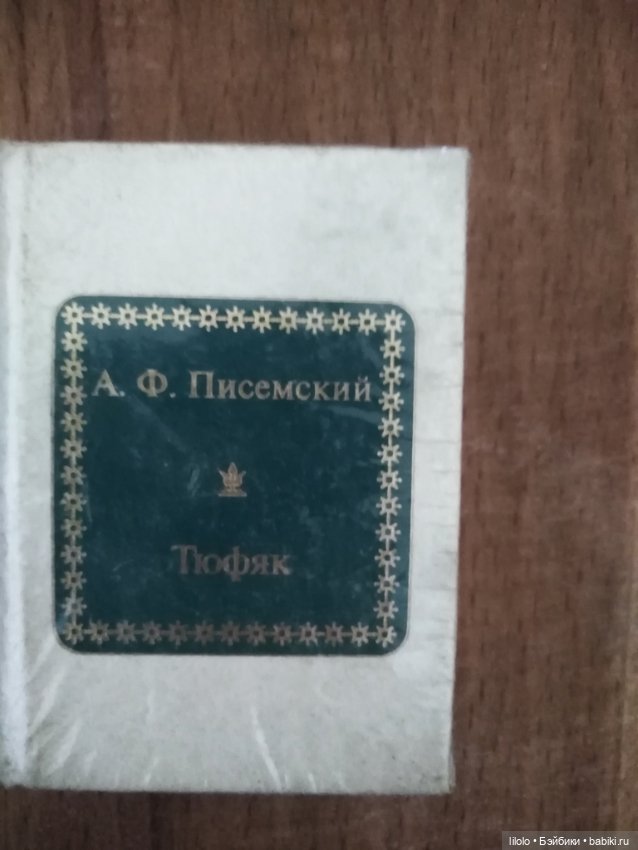 А. Ф. Писемский
Тюфяк
lilolo • Бэйбики • babiki.ru